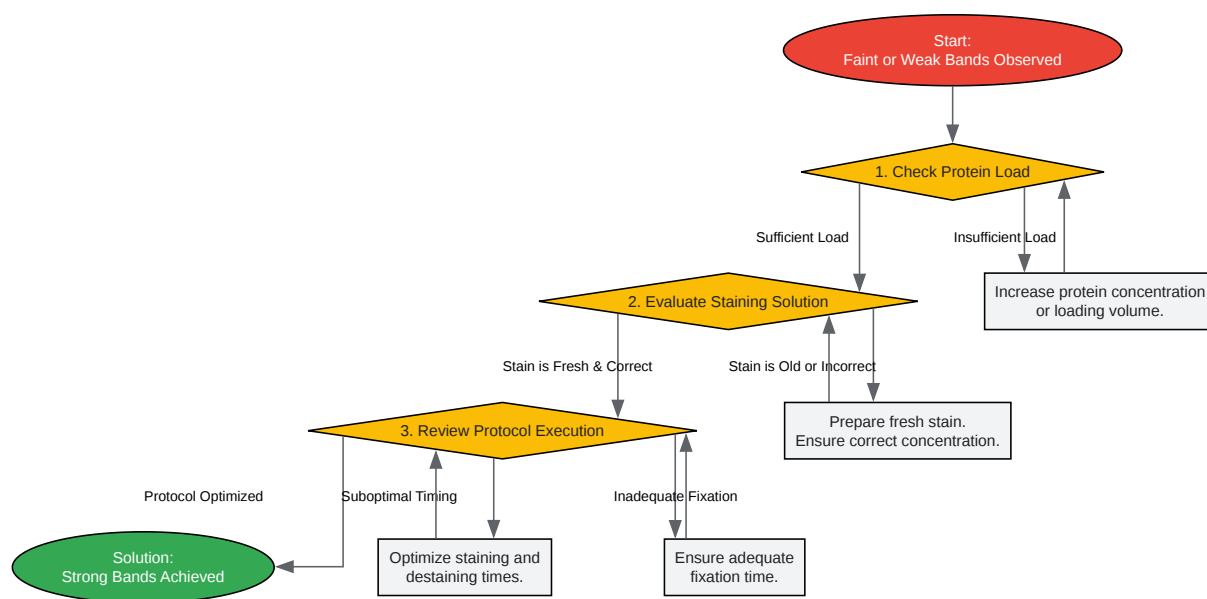 Start:
Faint or Weak Bands Observed
1. Check Protein Load
Sufficient Load
Insufficient Load
2. Evaluate Staining Solution
Increase protein concentration
or loading volume.
Stain is Fresh & Correct
Stain is Old or Incorrect
3. Review Protocol Execution
Prepare fresh stain.
Ensure correct concentration.
Protocol Optimized
Suboptimal Timing
Inadequate Fixation
Solution:
Strong Bands Achieved
Optimize staining and
destaining times.
Ensure adequate
fixation time.